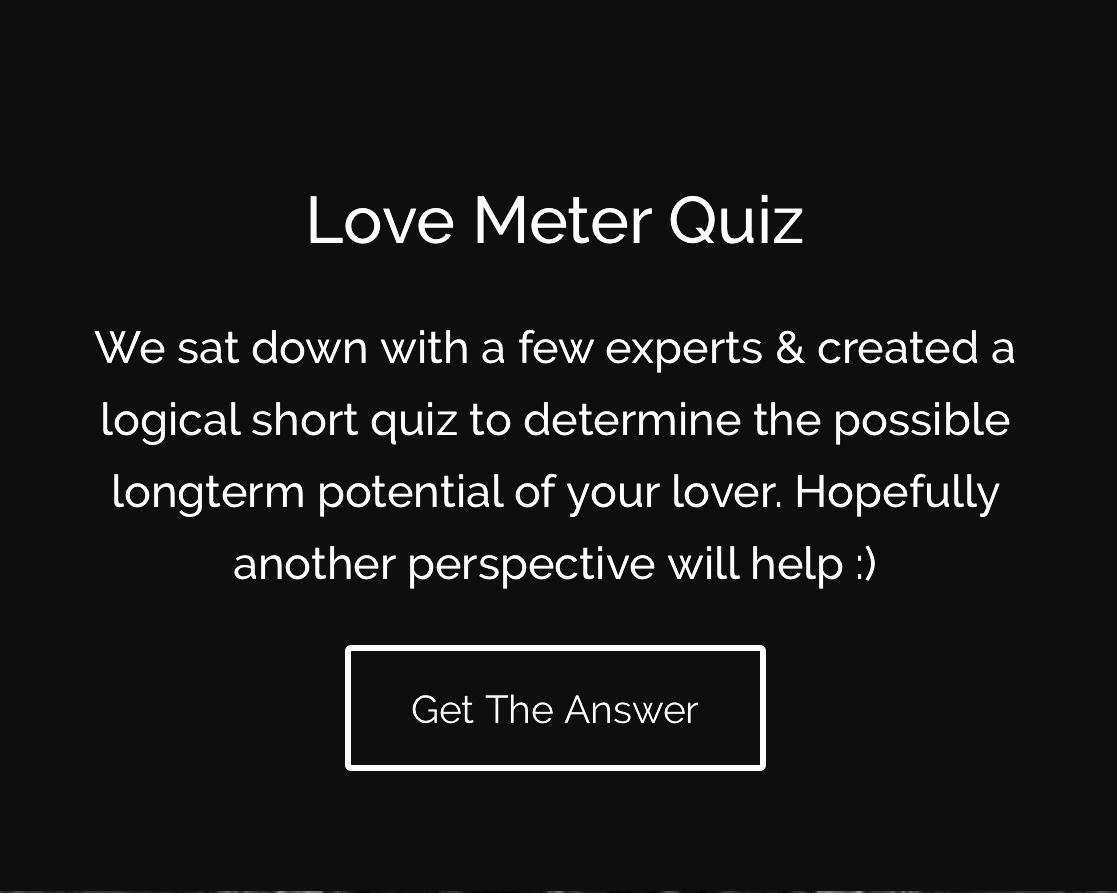 Love Meter Quiz
We sat down with a few experts & created a
logical short quiz to determine the possible
longterm potential of your lover. Hopefully
another perspective will help :)
Get The Answer